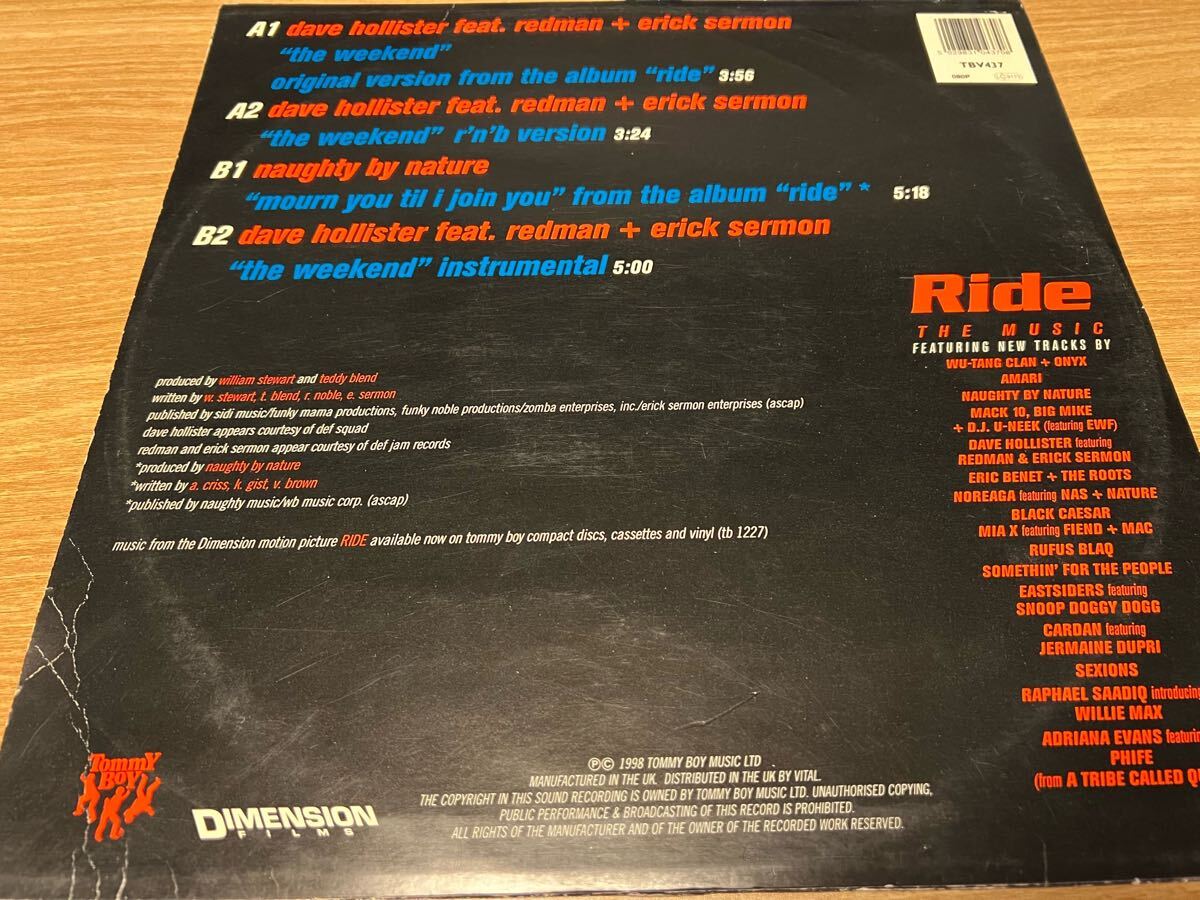 A1 dave hollister feat. redman + erick sermon
"the weekend"
original version from the album "ride" 3:56
A2 dave hollister feat. redman + erick sermon
"the weekend" r'n'b version 3:24
B1 naughty by nature
"mourn you til i join you" from the album "ride" * 5:18
B2 dave hollister feat. redman + erick sermon
"the weekend" instrumental 5:00
TBV437
produced by william stewart and teddy blend
written by w. stewart, t. blend, r. noble, e. sermon
published by sidi music/funky mama productions, funky noble productions/zomba enterprises, inc./erick sermon enterprises (ascap)
dave hollister appears courtesy of def squad
redman and erick sermon appear courtesy of def jam records
*produced by naughty by nature
*written by a. criss, k. gist, v. brown
*published by naughty music/wb music corp. (ascap)
music from the Dimension motion picture RIDE available now on tommy boy compact discs, cassettes and vinyl (tb 1227)
Ride
THE MUSIC
FEATURING NEW TRACKS BY
WU-TANG CLAN + ONYX
AMARI
NAUGHTY BY NATURE
MACK 10, BIG MIKE
+ D.J. U-NEEK (featuring EWF)
DAVE HOLLISTER featuring
REDMAN & ERICK SERMON
ERIC BENET + THE ROOTS
NOREAGA featuring NAS + NATURE
BLACK CAESAR
MIA X featuring FIEND + MAC
RUFUS BLAQ
SOMETHIN' FOR THE PEOPLE
EASTSIDERS featuring
SNOOP DOGGY DOGG
CARDAN featuring
JERMAINE DUPRI
SEXIONS
RAPHAEL SAADIQ introducing
WILLIE MAX
ADRIANA EVANS featurin
PHIFE
(from A TRIBE CALLED QU
Tommy
Boy
DIMENSION
FILMS
℗© 1998 TOMMY BOY MUSIC LTD
MANUFACTURED IN THE UK. DISTRIBUTED IN THE UK BY VITAL.
THE COPYRIGHT IN THIS SOUND RECORDING IS OWNED BY TOMMY BOY MUSIC LTD. UNAUTHORISED COPYING,
PUBLIC PERFORMANCE & BROADCASTING OF THIS RECORD IS PROHIBITED.
ALL RIGHTS OF THE MANUFACTURER AND OF THE OWNER OF THE RECORDED WORK RESERVED.